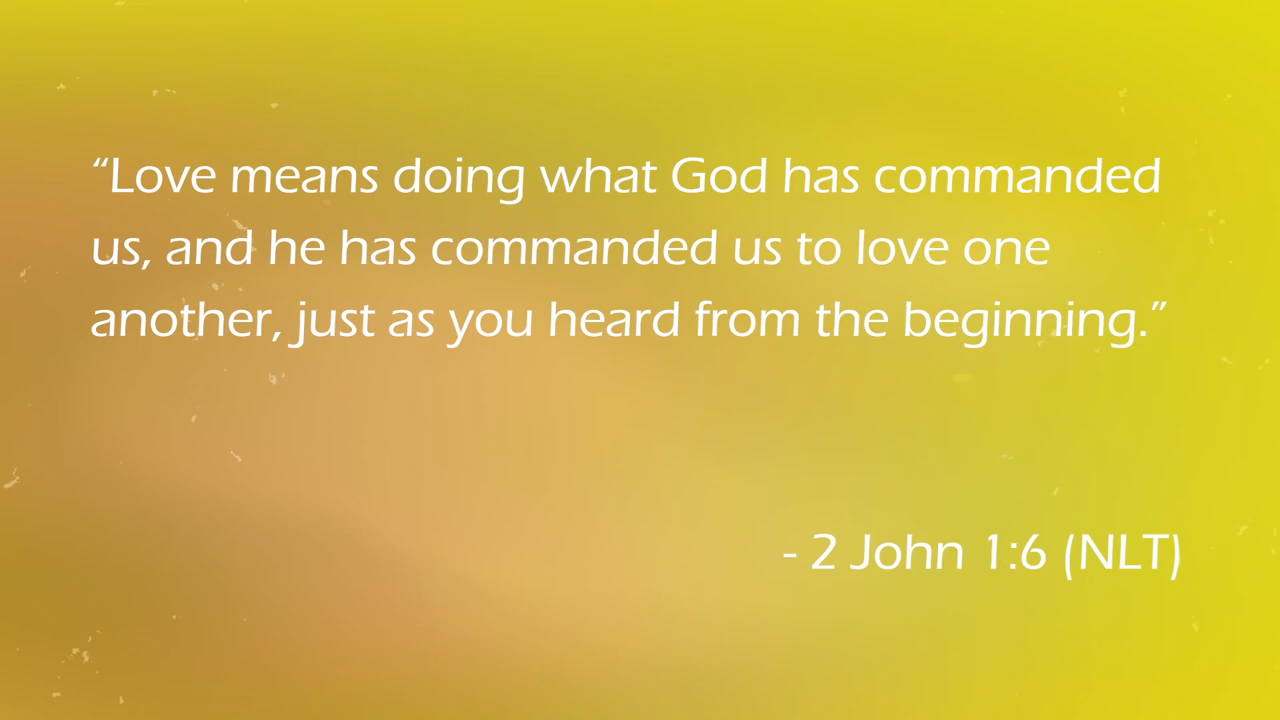 “Love means doing what God has commanded
us, and he has commanded us to love one
another, just as you heard from the beginning.”
- 2 John 1:6 (NLT)